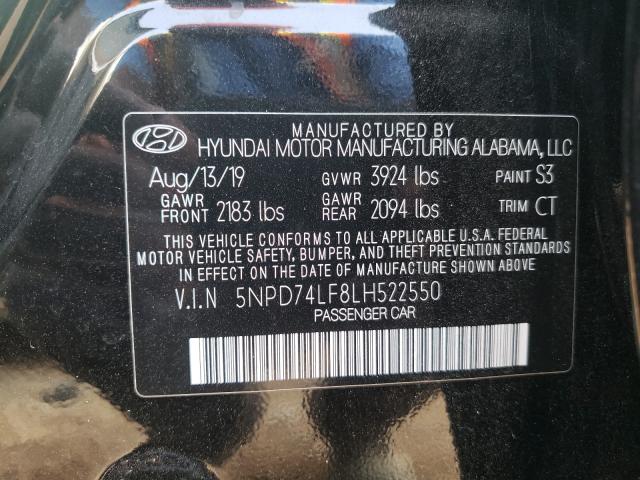 MANUFACTURED BY
HYUNDAI MOTOR MANUFACTURING ALABAMA, LLC
Aug/13/19 GVWR 3924 lbs PAINT S3
GAWR FRONT 2183 lbs GAWR REAR 2094 lbs TRIM CT
THIS VEHICLE CONFORMS TO ALL APPLICABLE U.S.A. FEDERAL
MOTOR VEHICLE SAFETY, BUMPER, AND THEFT PREVENTION STANDARDS
IN EFFECT ON THE DATE OF MANUFACTURE SHOWN ABOVE.
V.I.N 5NPD74LF8LH522550
PASSENGER CAR